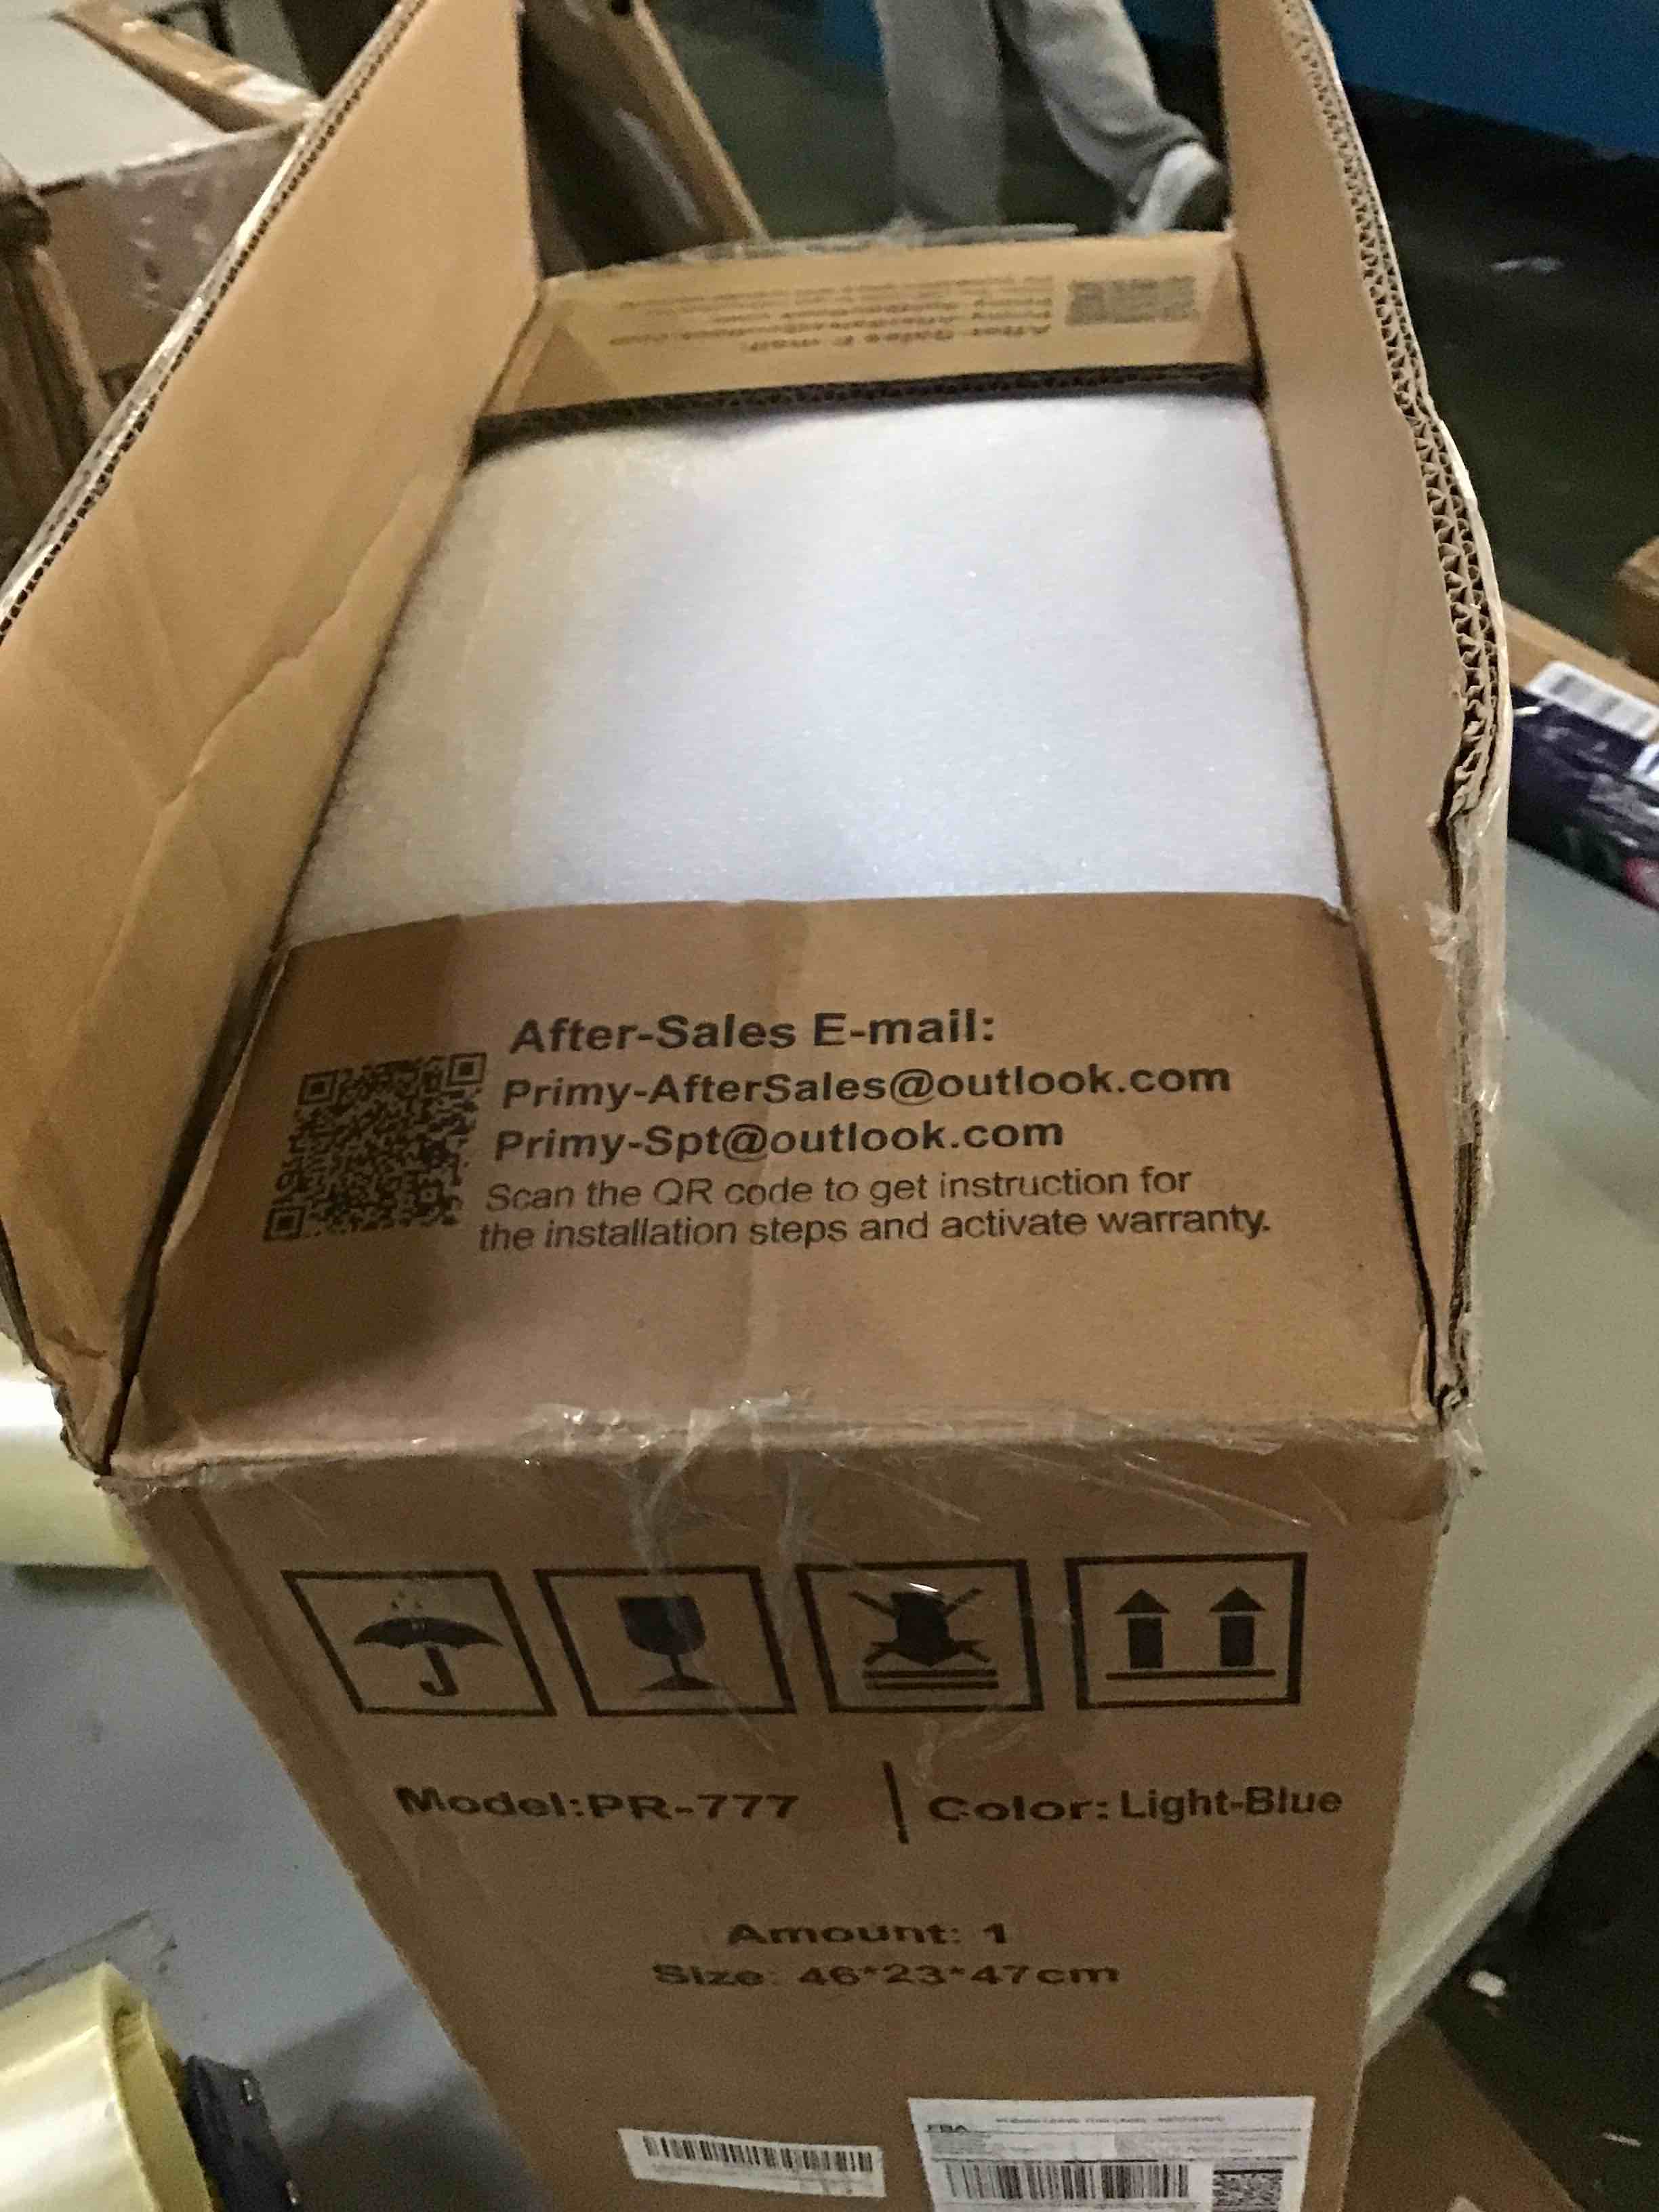 After-Sales E-mail:
Primy-AfterSales@outlook.com
Primy-Spt@outlook.com
Scan the QR code to get instruction for
the installation steps and activate warranty.
Model:PR-777 | Color:Light-Blue
Amount: 1
Size: 46*23*47cm
FBA